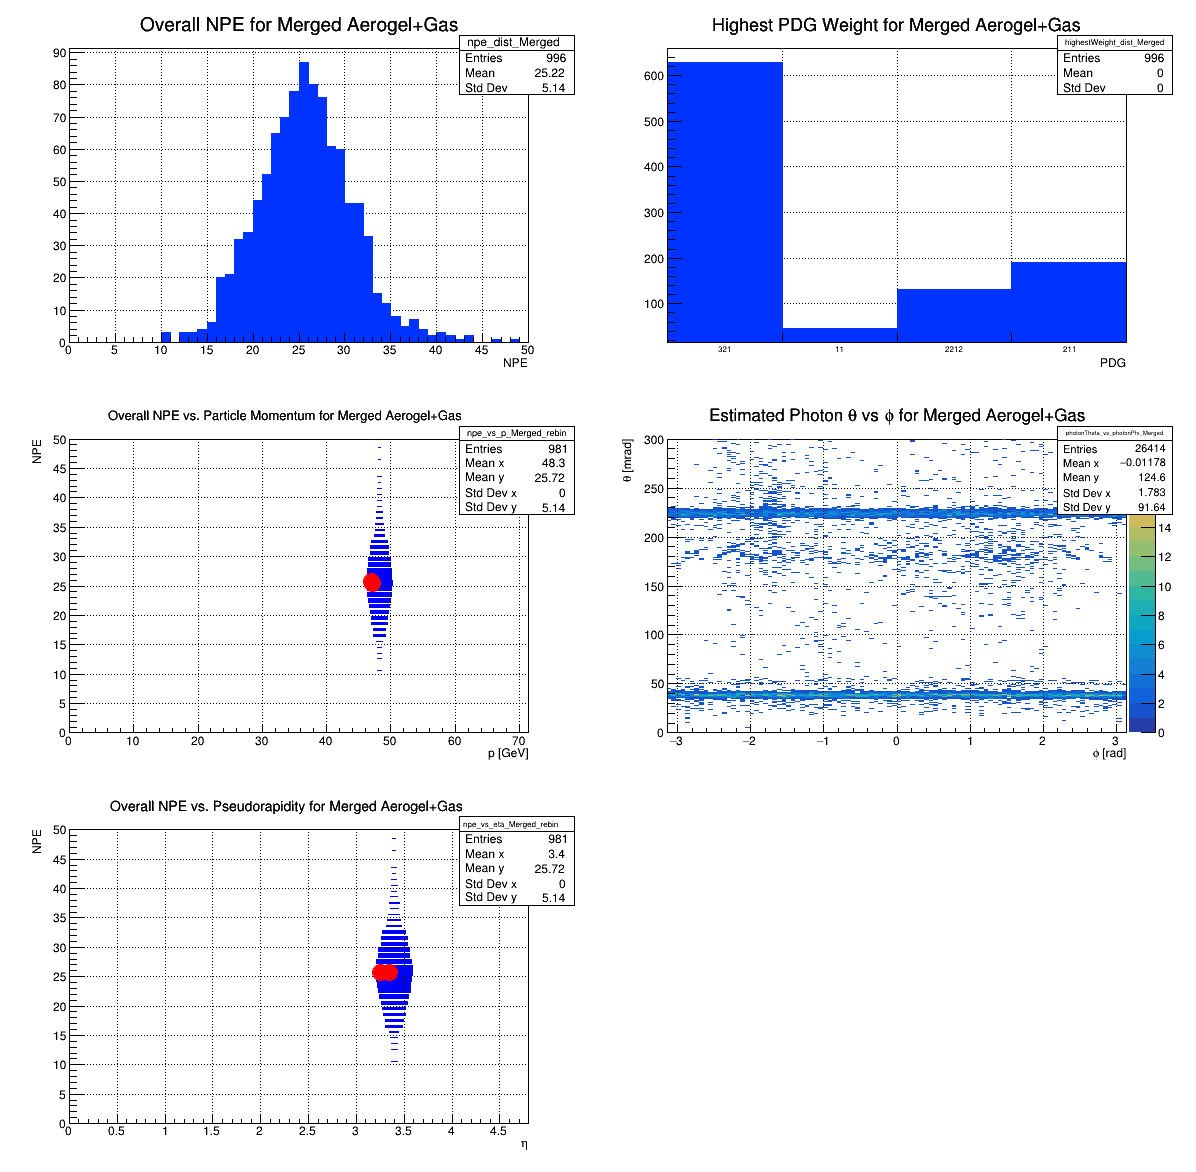 Overall NPE for Merged Aerogel+Gas
npe_dist_Merged
Entries 996
Mean 25.22
Std Dev 5.14
90
80
70
60
50
40
30
20
10
0
0 5 10 15 20 25 30 35 40 45 50
NPE
Highest PDG Weight for Merged Aerogel+Gas
highestWeight_dist_Merged
Entries 996
Mean 0
Std Dev 0
600
500
400
300
200
100
321 11 2212 211
PDG
Overall NPE vs. Particle Momentum for Merged Aerogel+Gas
npe_vs_p_Merged_rebin
Entries 981
Mean x 48.3
Mean y 25.72
Std Dev x 0
Std Dev y 5.14
NPE
50
45
40
35
30
25
20
15
10
5
0
0 10 20 30 40 50 60 70
p [GeV]
Estimated Photon θ vs ϕ for Merged Aerogel+Gas
photonTheta_vs_photonPhi_Merged
Entries 26414
Mean x −0.01178
Mean y 124.6
Std Dev x 1.783
Std Dev y 91.64
θ [mrad]
300
250
200
150
100
50
0
−3 −2 −1 0 1 2 3
ϕ [rad]
14
12
10
8
6
4
2
0
Overall NPE vs. Pseudorapidity for Merged Aerogel+Gas
npe_vs_eta_Merged_rebin
Entries 981
Mean x 3.4
Mean y 25.72
Std Dev x 0
Std Dev y 5.14
NPE
50
45
40
35
30
25
20
15
10
5
0
0 0.5 1 1.5 2 2.5 3 3.5 4 4.5
η